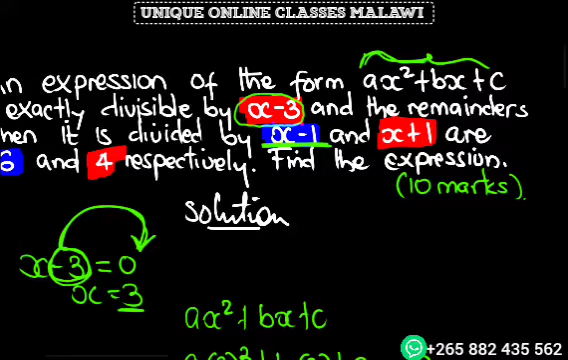 UNIQUE ONLINE CLASSES MALAWI
in expression of the form ax²+bx+c
exactly divisible by x-3 and the remainders
hen it is divided by x-1 and x+1 are
and 4 respectively. Find the expression.
(10 marks).
solution
x-3=0
x=3
ax²+bx+c
+265 882 435 562